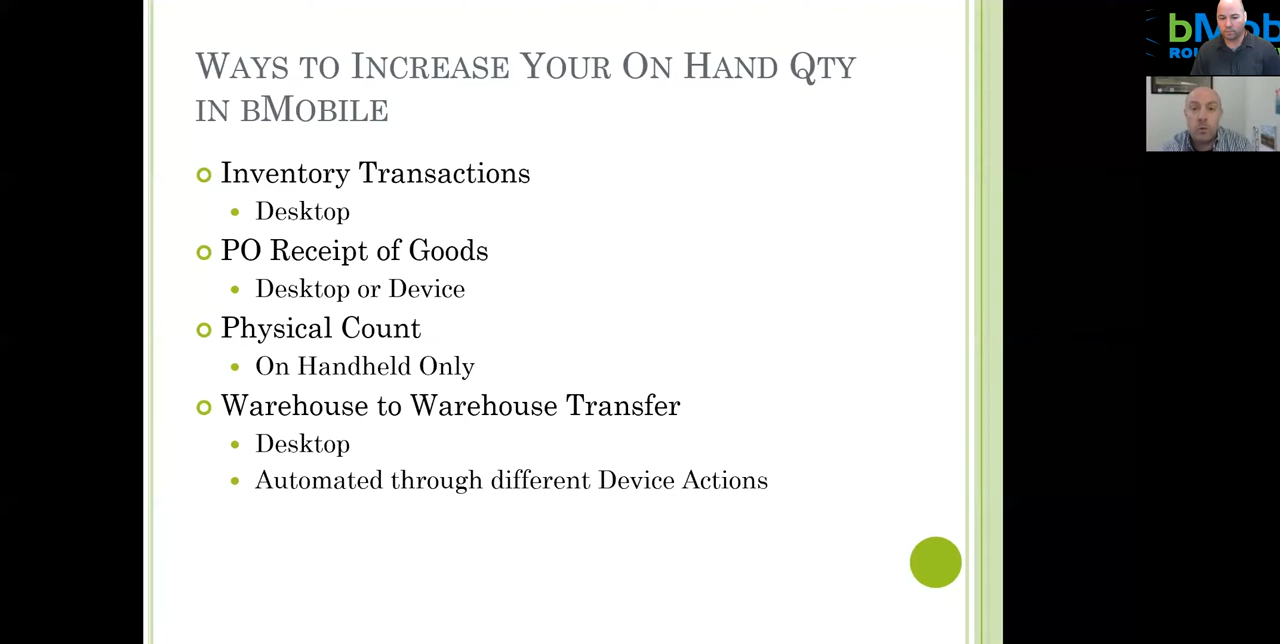 WAYS TO INCREASE YOUR ON HAND QTY
IN BMOBILE
Inventory Transactions
Desktop
PO Receipt of Goods
Desktop or Device
Physical Count
On Handheld Only
Warehouse to Warehouse Transfer
Desktop
Automated through different Device Actions